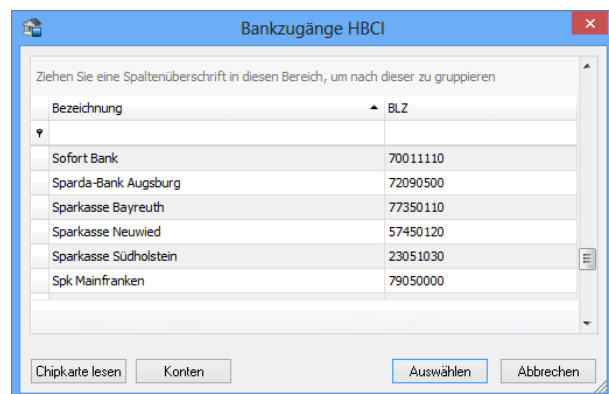 Bankzugänge HBCI
Ziehen Sie eine Spaltenüberschrift in diesen Bereich, um nach dieser zu gruppieren
Bezeichnung BLZ
Sofort Bank 70011110
Sparda-Bank Augsburg 72090500
Sparkasse Bayreuth 77350110
Sparkasse Neuwied 57450120
Sparkasse Südholstein 23051030
Spk Mainfranken 79050000
Chipkarte lesen Konten Auswählen Abbrechen